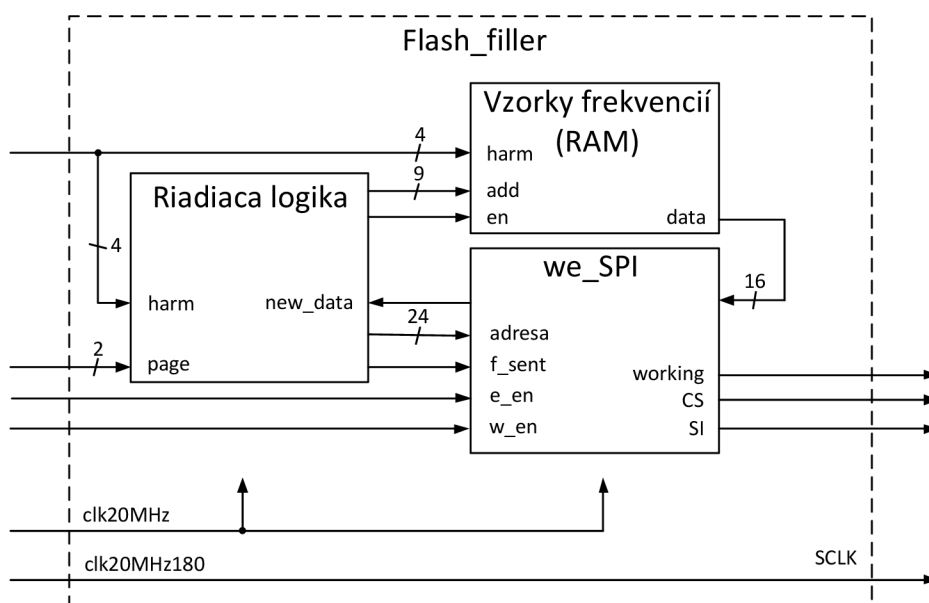 Flash_filler
Vzorky frekvencií
(RAM)
4
harm
9
add
en
data
Riadiaca logika
4
harm
new_data
page
2
we_SPI
16
24
adresa
f_sent
e_en
w_en
working
CS
SI
clk20MHz
clk20MHz180
SCLK